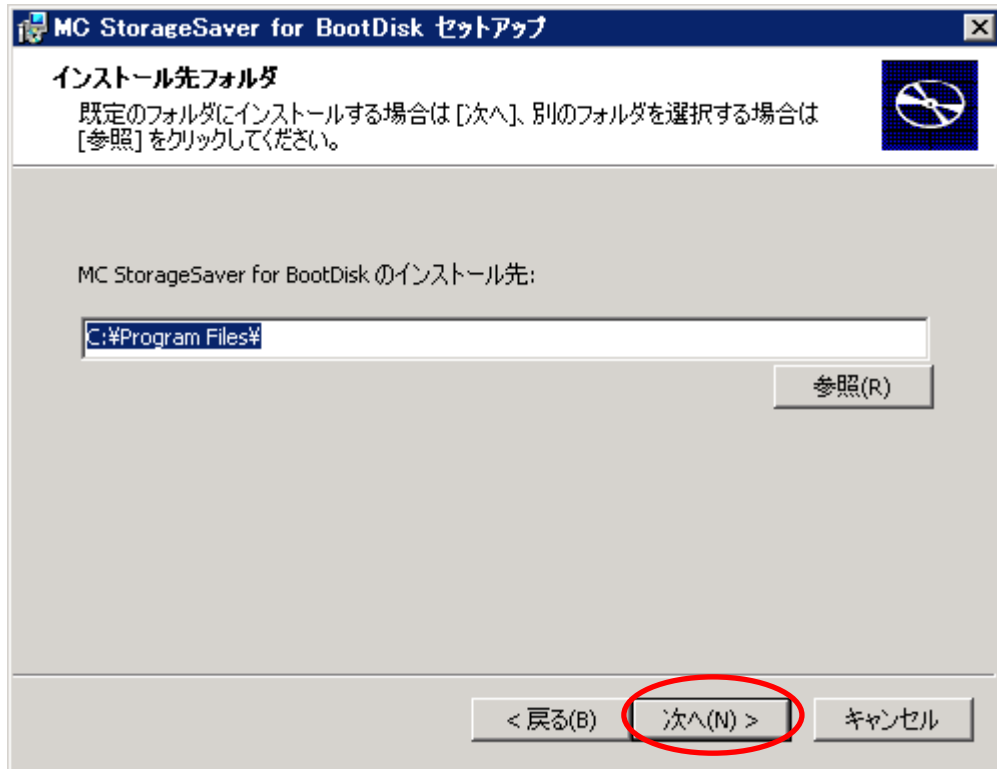 MC StorageSaver for BootDisk セットアップ
インストール先フォルダ
既定のフォルダにインストールする場合は [次へ]、別のフォルダを選択する場合は
[参照] をクリックしてください。
MC StorageSaver for BootDisk のインストール先:
C:¥Program Files¥
参照(R)
< 戻る(B)
次へ(N) >
キャンセル